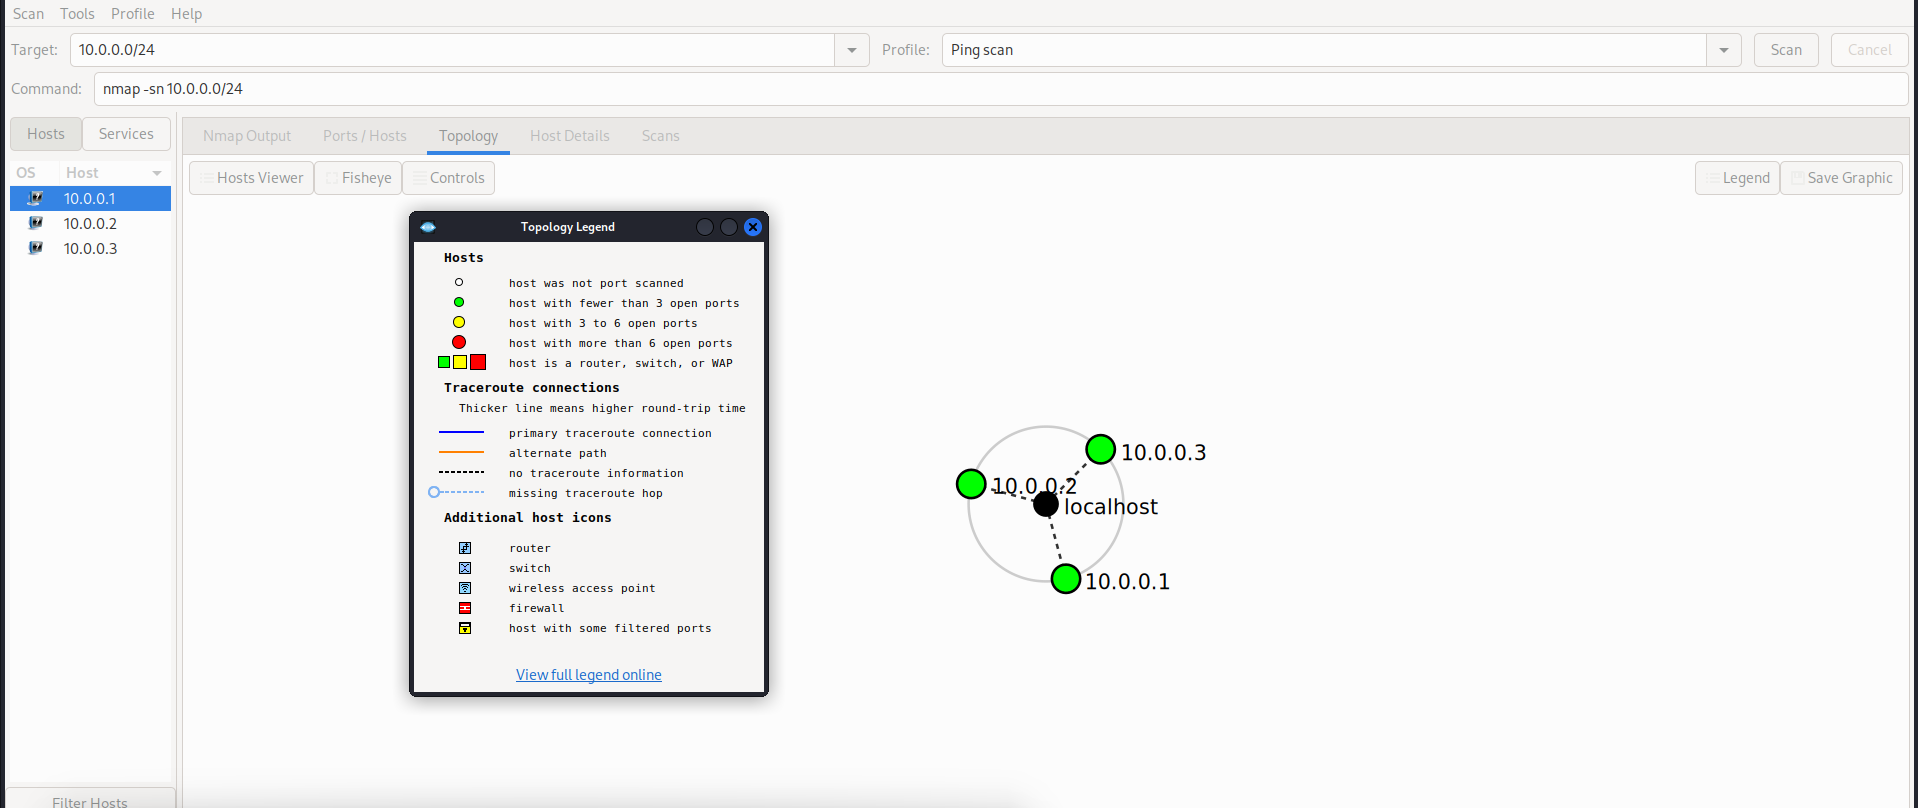 Scan Tools Profile Help
Target: 10.0.0.0/24 Profile: Ping scan Scan Cancel
Command: nmap -sn 10.0.0.0/24
Hosts Services
Nmap Output Ports / Hosts Topology Host Details Scans
OS Host
10.0.0.1
10.0.0.2
10.0.0.3
Filter Hosts
Hosts Viewer Fisheye Controls Legend Save Graphic
Topology Legend
Hosts
host was not port scanned
host with fewer than 3 open ports
host with 3 to 6 open ports
host with more than 6 open ports
host is a router, switch, or WAP
Traceroute connections
Thicker line means higher round-trip time
primary traceroute connection
alternate path
no traceroute information
missing traceroute hop
Additional host icons
router
switch
wireless access point
firewall
host with some filtered ports
View full legend online
10.0.0.3
10.0.0.2
localhost
10.0.0.1